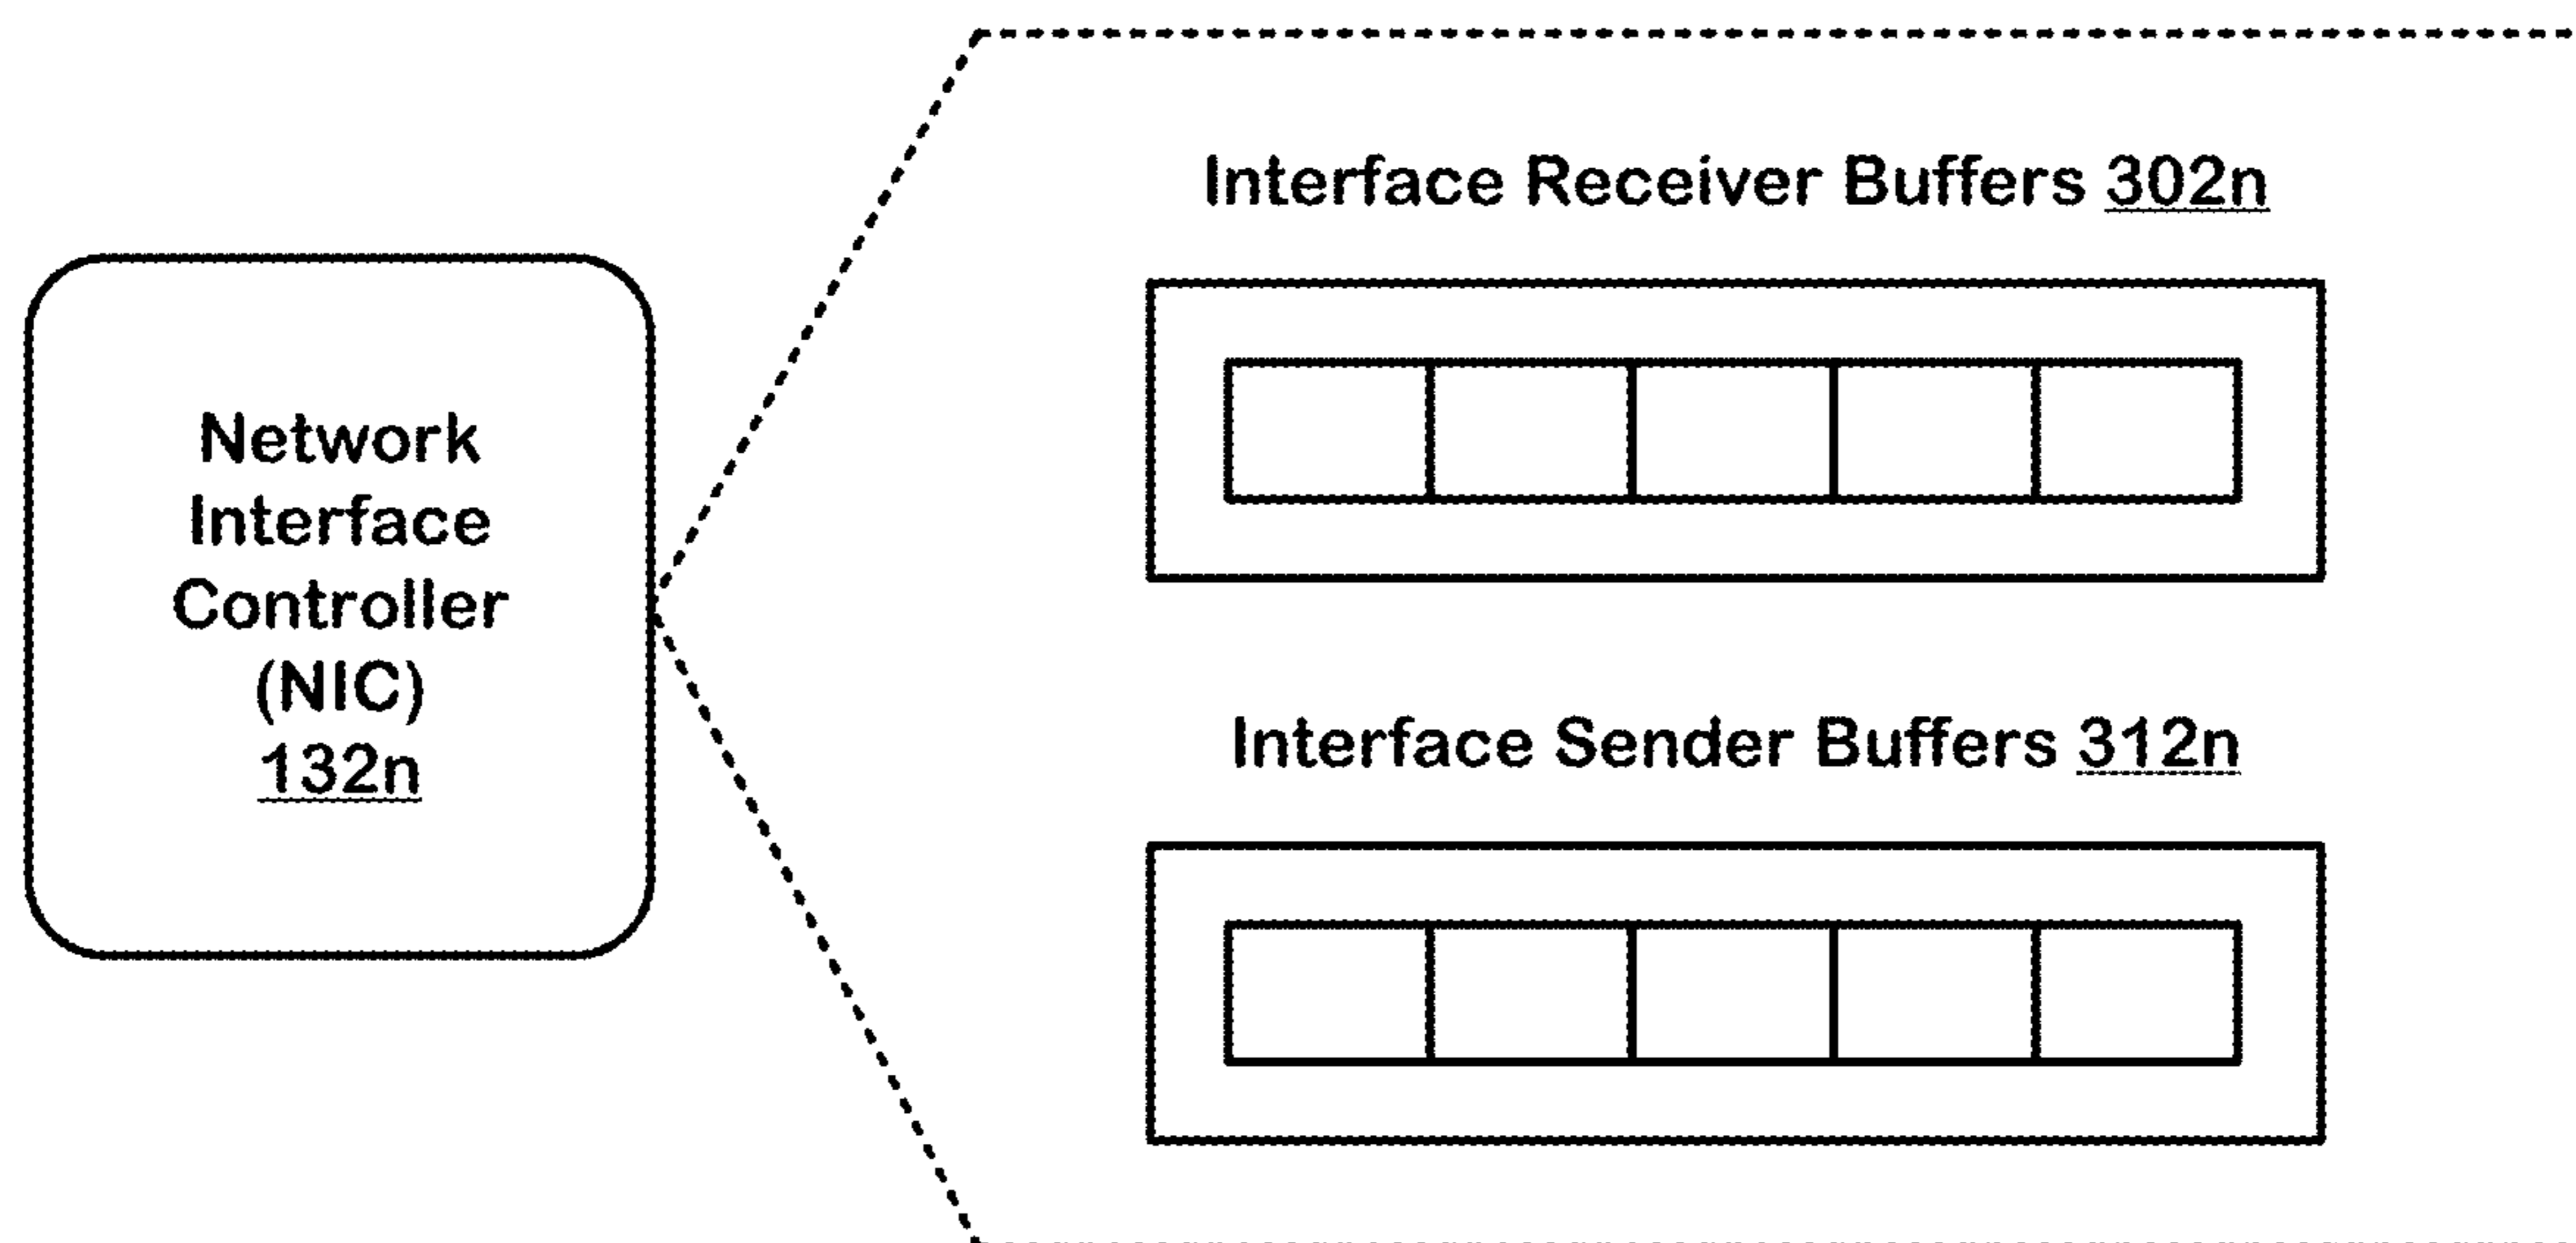 Network
Interface
Controller
(NIC)
132n
Interface Receiver Buffers 302n
Interface Sender Buffers 312n